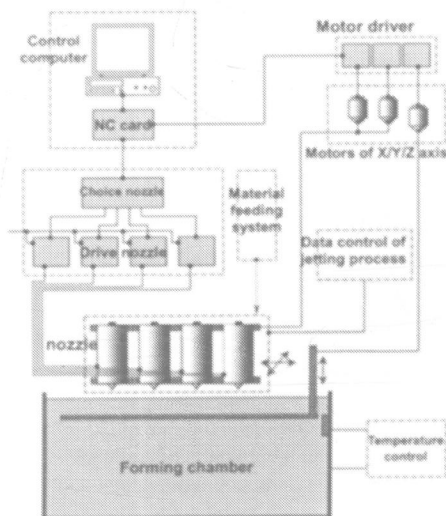 Control
computer
Motor driver
NC card
Motors of X/Y/Z axis
Choice nozzle
Material
feeding
system
Drive nozzle
Data control of
jetting process
nozzle
Forming chamber
Temperature
control